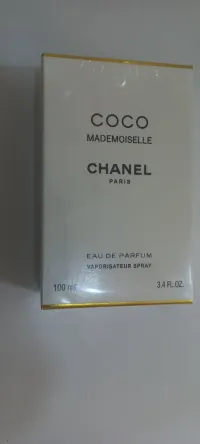 COCO
MADEMOISELLE
CHANEL
PARIS
EAU DE PARFUM
VAPORISATEUR SPRAY
100 ml 3.4 FL. OZ.